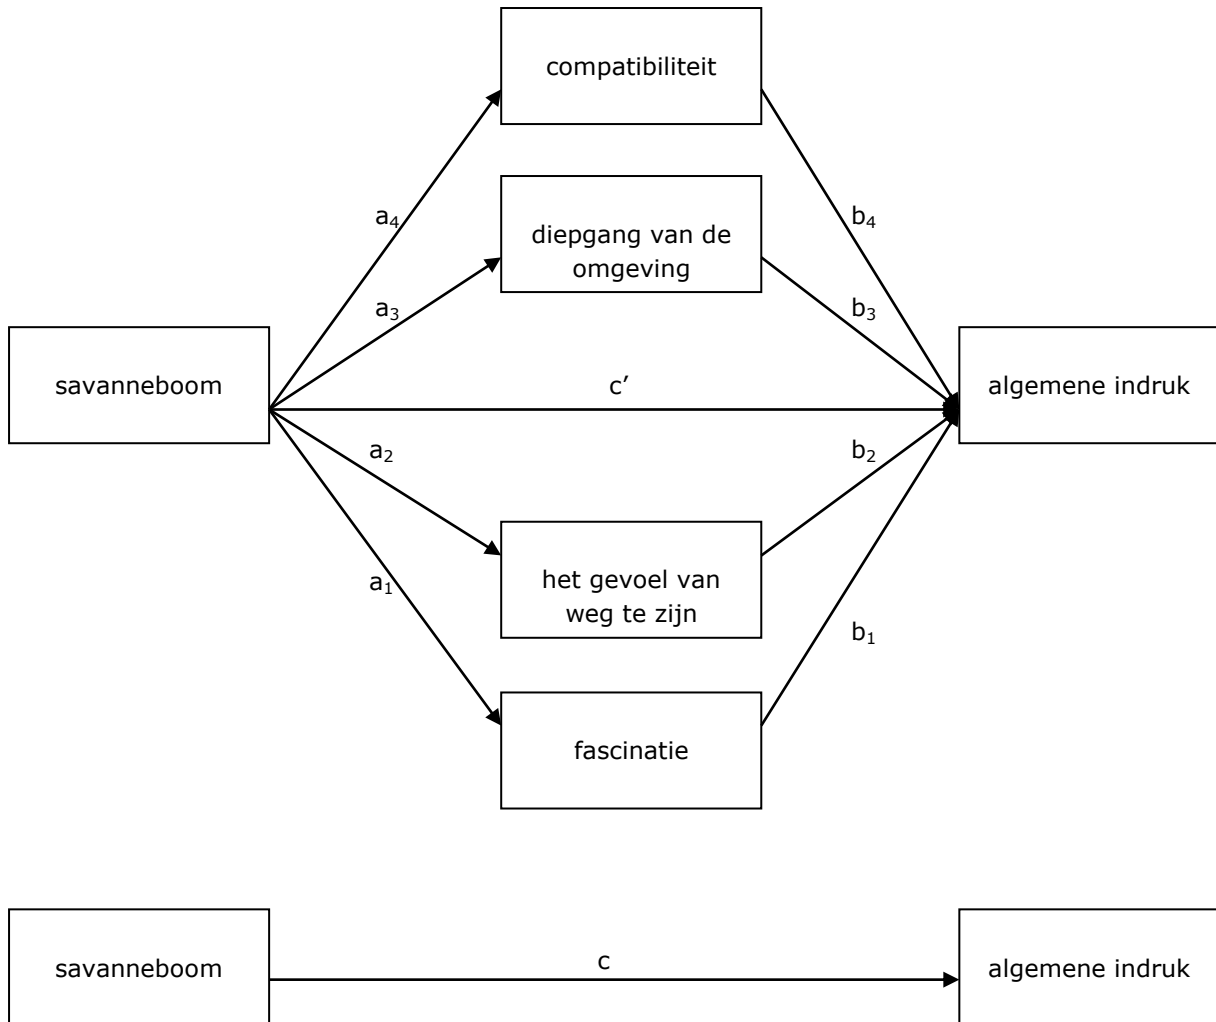 compatibiliteit
a₄
b₄
diepgang van de
omgeving
a₃
b₃
savanneboom
c’
algemene indruk
a₂
b₂
het gevoel van
weg te zijn
a₁
b₁
fascinatie
savanneboom
c
algemene indruk